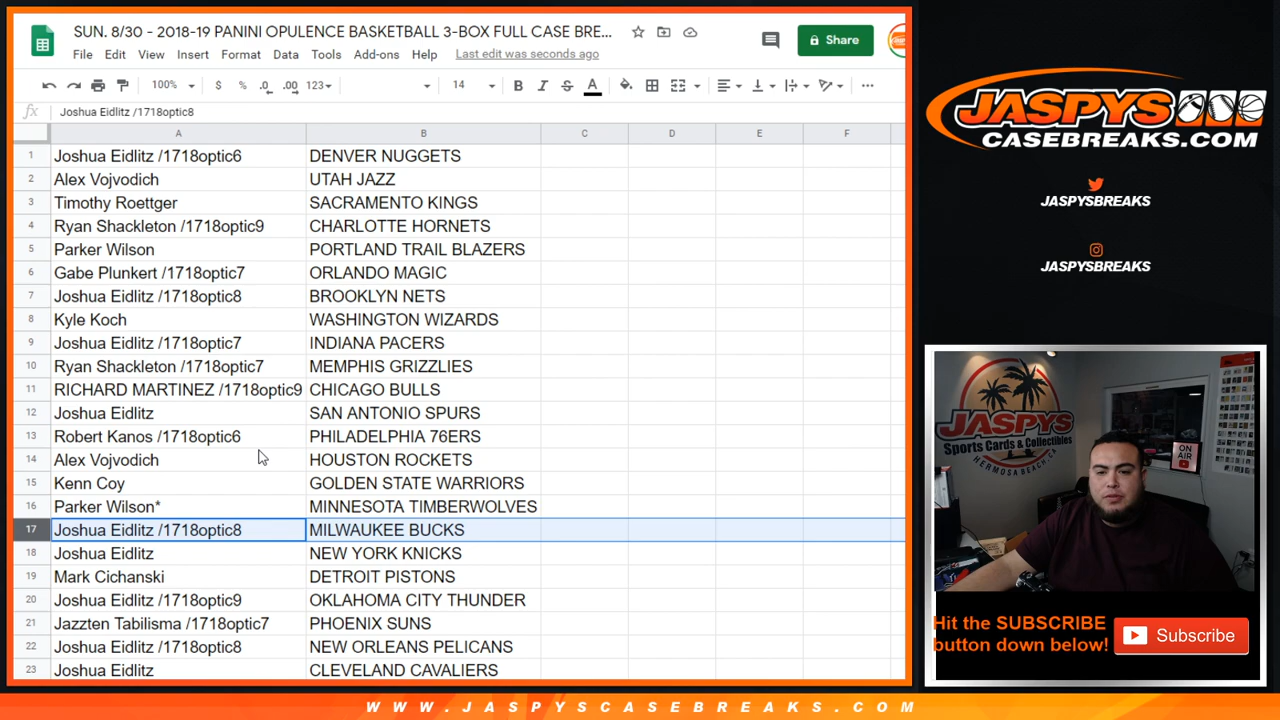 SUN. 8/30 - 2018-19 PANINI OPULENCE BASKETBALL 3-BOX FULL CASE BRE...
Share
File Edit View Insert Format Data Tools Add-ons Help Last edit was seconds ago
100% $ % .0 .00 123 14 B I S A
fx Joshua Eidlitz /1718optic8
A B C D E F
1 Joshua Eidlitz /1718optic6 DENVER NUGGETS
2 Alex Vojvodich UTAH JAZZ
3 Timothy Roettger SACRAMENTO KINGS
4 Ryan Shackleton /1718optic9 CHARLOTTE HORNETS
5 Parker Wilson PORTLAND TRAIL BLAZERS
6 Gabe Plunkert /1718optic7 ORLANDO MAGIC
7 Joshua Eidlitz /1718optic8 BROOKLYN NETS
8 Kyle Koch WASHINGTON WIZARDS
9 Joshua Eidlitz /1718optic7 INDIANA PACERS
10 Ryan Shackleton /1718optic7 MEMPHIS GRIZZLIES
11 RICHARD MARTINEZ /1718optic9 CHICAGO BULLS
12 Joshua Eidlitz SAN ANTONIO SPURS
13 Robert Kanos /1718optic6 PHILADELPHIA 76ERS
14 Alex Vojvodich HOUSTON ROCKETS
15 Kenn Coy GOLDEN STATE WARRIORS
16 Parker Wilson* MINNESOTA TIMBERWOLVES
17 Joshua Eidlitz /1718optic8 MILWAUKEE BUCKS
18 Joshua Eidlitz NEW YORK KNICKS
19 Mark Cichanski DETROIT PISTONS
20 Joshua Eidlitz /1718optic9 OKLAHOMA CITY THUNDER
21 Jazzten Tabilisma /1718optic7 PHOENIX SUNS
22 Joshua Eidlitz /1718optic8 NEW ORLEANS PELICANS
23 Joshua Eidlitz CLEVELAND CAVALIERS
JASPYS
CASEBREAKS.COM
JASPYSBREAKS
JASPYSBREAKS
JASPYS
Sports Cards & Collectibles
HERMOSA BEACH, CA
ON
AIR
Hit the SUBSCRIBE
button down below!
Subscribe
WWW.JASPYSCASEBREAKS.COM